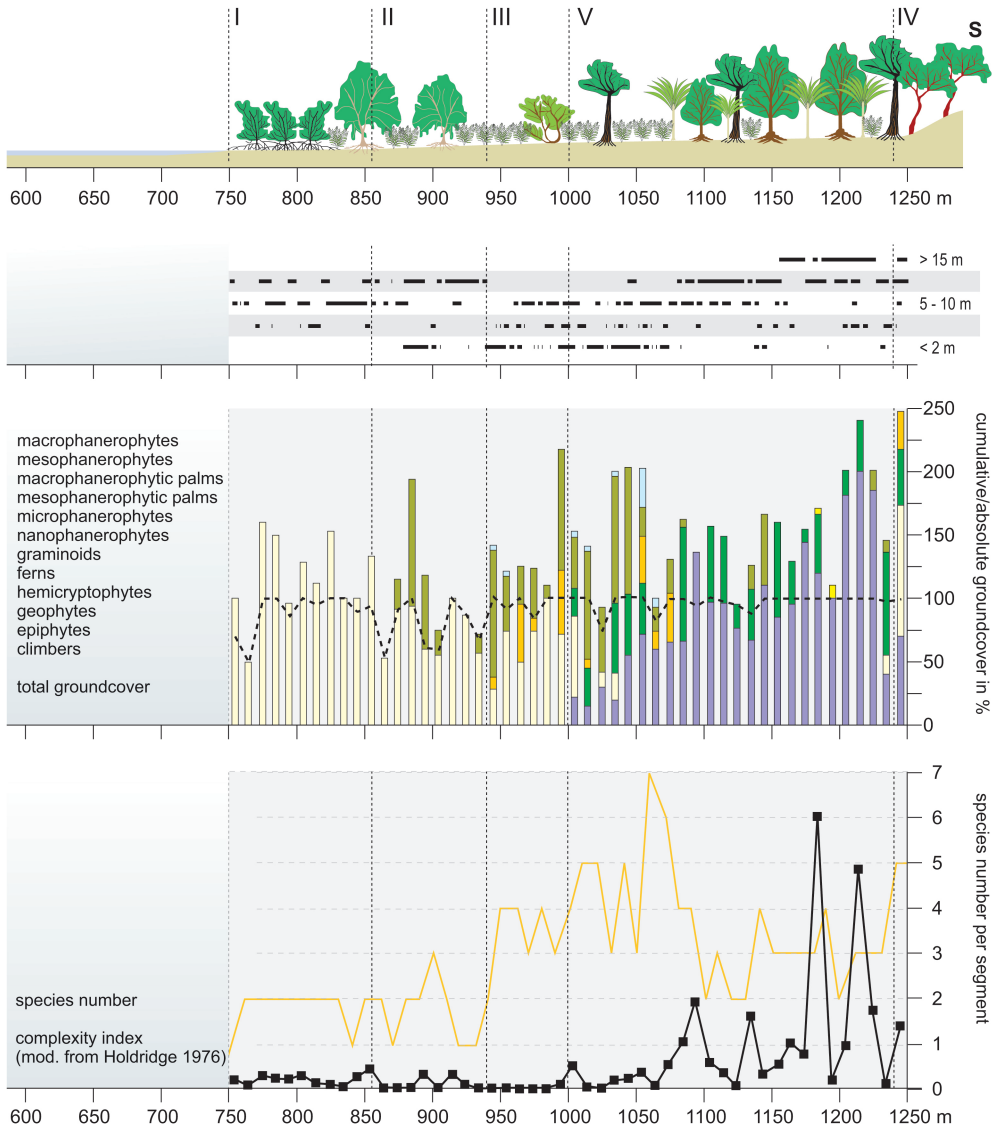 I II III V IV
S
600 650 700 750 800 850 900 950 1000 1050 1100 1150 1200 1250 m
> 15 m
5 - 10 m
< 2 m
250
macrophanerophytes
mesophanerophytes
macrophanerophytic palms
200
mesophanerophytic palms
microphanerophytes
nanophanerophytes
150
graminoids
ferns
hemicryptophytes
100
geophytes
epiphytes
climbers
50
total groundcover
0
cumulative/absolute groundcover in %
7
6
5
4
3
species number
2
complexity index
1
(mod. from Holdridge 1976)
0
species number per segment
600 650 700 750 800 850 900 950 1000 1050 1100 1150 1200 1250 m